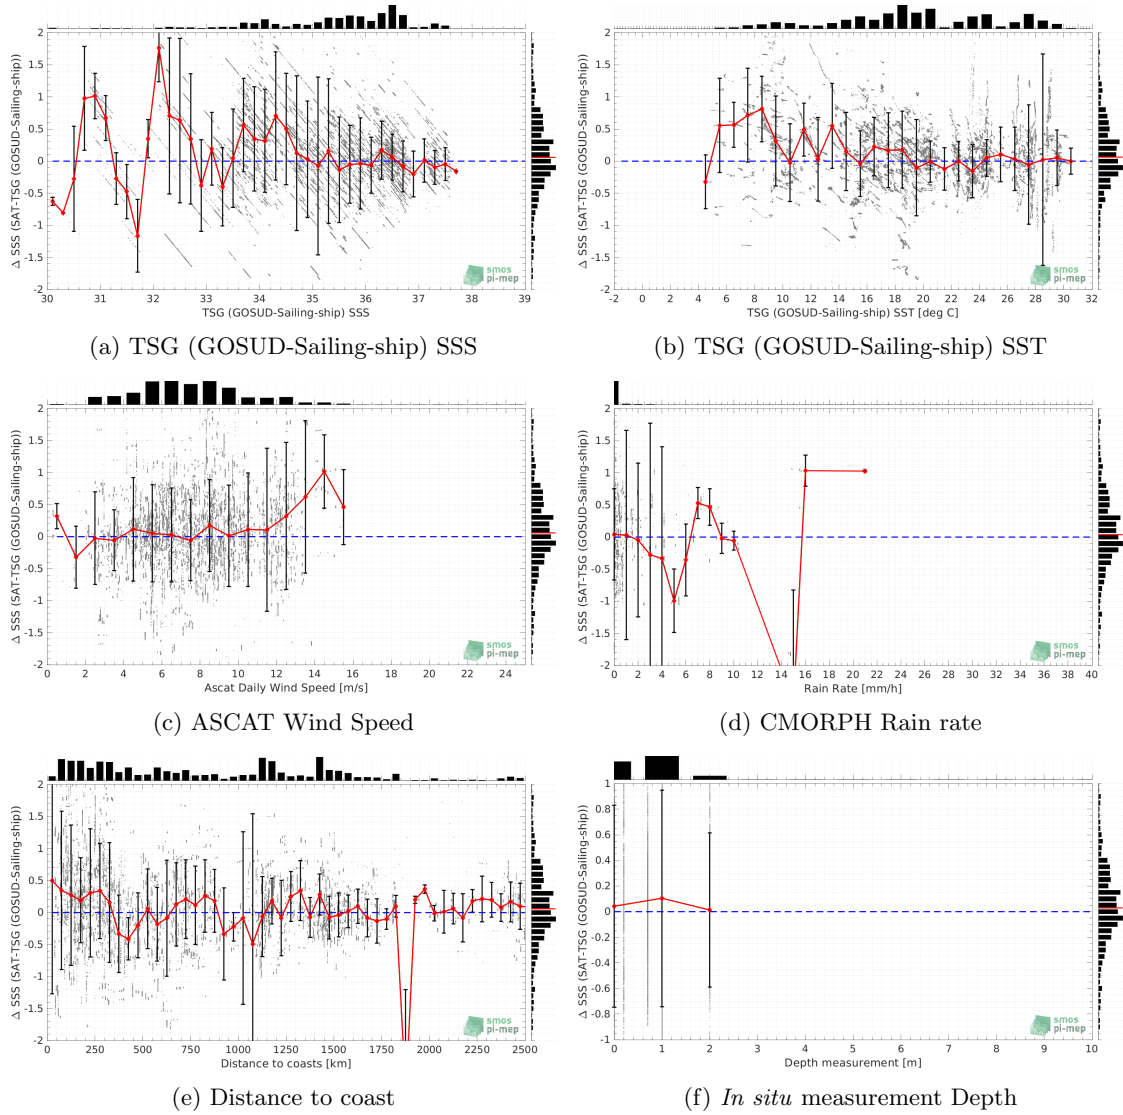 2
1.5
1
0.5
0
-0.5
-1
-1.5
-2
Δ SSS (SAT-TSG (GOSUD-Sailing-ship))
30 31 32 33 34 35 36 37 38 39
TSG (GOSUD-Sailing-ship) SSS
smos
pi-mep
(a) TSG (GOSUD-Sailing-ship) SSS
2
1.5
1
0.5
0
-0.5
-1
-1.5
-2
Δ SSS (SAT-TSG (GOSUD-Sailing-ship))
-2 0 2 4 6 8 10 12 14 16 18 20 22 24 26 28 30 32
TSG (GOSUD-Sailing-ship) SST [deg C]
smos
pi-mep
(b) TSG (GOSUD-Sailing-ship) SST
2
1.5
1
0.5
0
-0.5
-1
-1.5
-2
Δ SSS (SAT-TSG (GOSUD-Sailing-ship))
0 2 4 6 8 10 12 14 16 18 20 22 24
Ascat Daily Wind Speed [m/s]
smos
pi-mep
(c) ASCAT Wind Speed
2
1.5
1
0.5
0
-0.5
-1
-1.5
-2
Δ SSS (SAT-TSG (GOSUD-Sailing-ship))
0 2 4 6 8 10 12 14 16 18 20 22 24 26 28 30 32 34 36 38 40
Rain Rate [mm/h]
smos
pi-mep
(d) CMORPH Rain rate
2
1.5
1
0.5
0
-0.5
-1
-1.5
-2
Δ SSS (SAT-TSG (GOSUD-Sailing-ship))
0 250 500 750 1000 1250 1500 1750 2000 2250 2500
Distance to coasts [km]
smos
pi-mep
(e) Distance to coast
1
0.8
0.6
0.4
0.2
0
-0.2
-0.4
-0.6
-0.8
-1
Δ SSS (SAT-TSG (GOSUD-Sailing-ship))
0 1 2 3 4 5 6 7 8 9 10
Depth measurement [m]
smos
pi-mep
(f) In situ measurement Depth